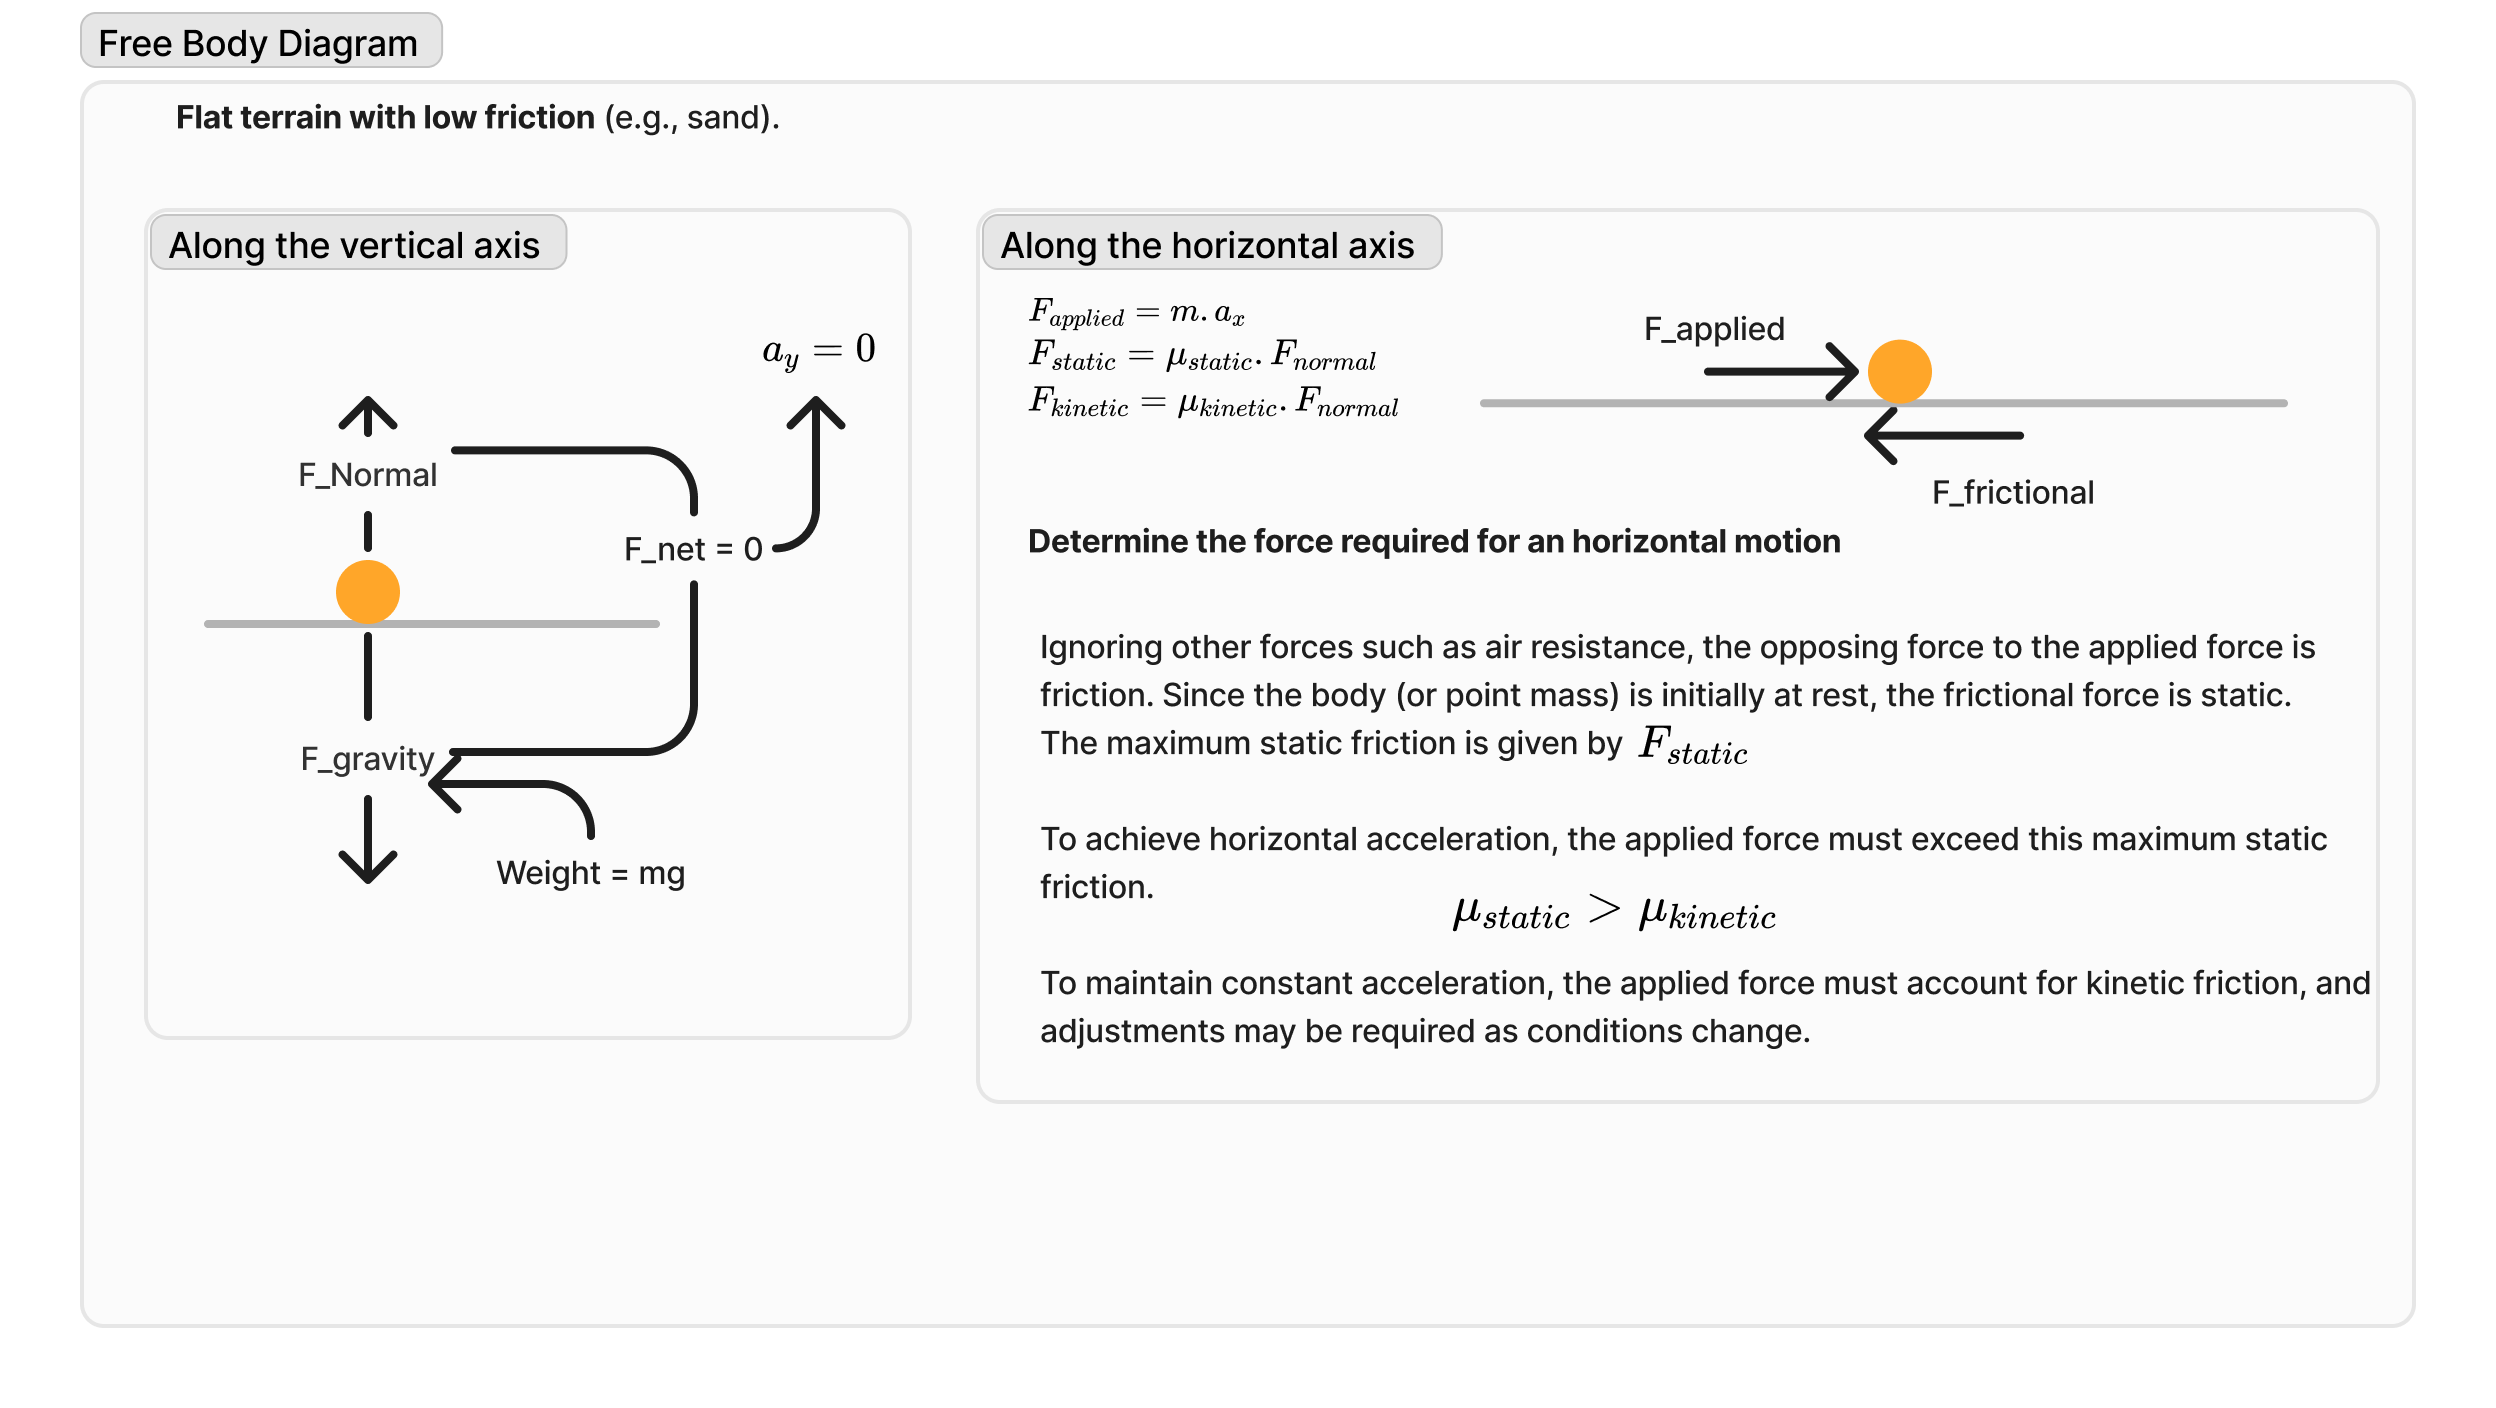 Free Body Diagram
Flat terrain with low friction (e.g., sand).
Along the vertical axis
a_y = 0
F_Normal
F_net = 0
F_gravity
Weight = mg
Along the horizontal axis
F_{applied} = m.a_x
F_{static} = μ_{static}.F_{normal}
F_{kinetic} = μ_{kinetic}.F_{normal}
F_applied
F_frictional
Determine the force required for an horizontal motion
Ignoring other forces such as air resistance, the opposing force to the applied force is
friction. Since the body (or point mass) is initially at rest, the frictional force is static.
The maximum static friction is given by F_{static}
To achieve horizontal acceleration, the applied force must exceed this maximum static
friction.
μ_{static} > μ_{kinetic}
To maintain constant acceleration, the applied force must account for kinetic friction, and
adjustments may be required as conditions change.